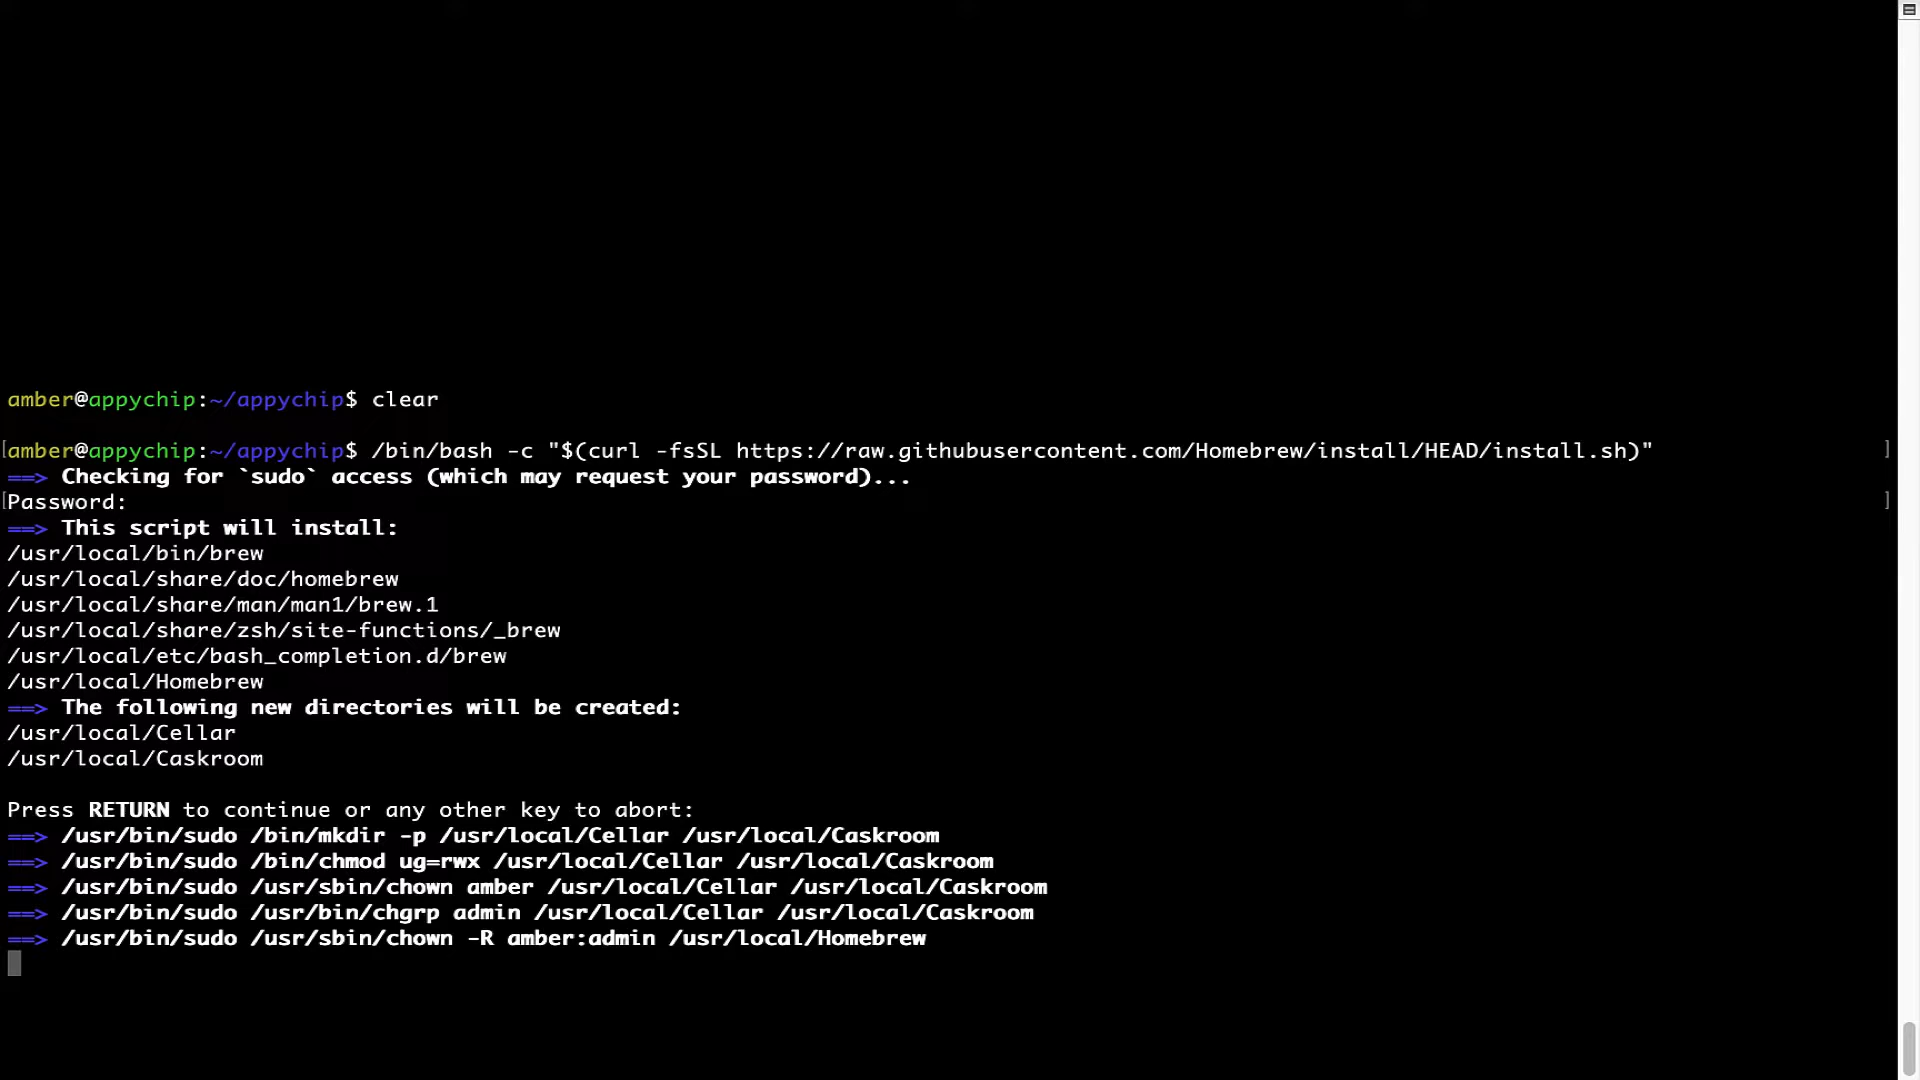 amber@appychip:~/appychip$ clear
[amber@appychip:~/appychip$ /bin/bash -c "$(curl -fsSL https://raw.githubusercontent.com/Homebrew/install/HEAD/install.sh)" ]
==> Checking for `sudo` access (which may request your password)...
[Password: ]
==> This script will install:
/usr/local/bin/brew
/usr/local/share/doc/homebrew
/usr/local/share/man/man1/brew.1
/usr/local/share/zsh/site-functions/_brew
/usr/local/etc/bash_completion.d/brew
/usr/local/Homebrew
==> The following new directories will be created:
/usr/local/Cellar
/usr/local/Caskroom
Press RETURN to continue or any other key to abort:
==> /usr/bin/sudo /bin/mkdir -p /usr/local/Cellar /usr/local/Caskroom
==> /usr/bin/sudo /bin/chmod ug=rwx /usr/local/Cellar /usr/local/Caskroom
==> /usr/bin/sudo /usr/sbin/chown amber /usr/local/Cellar /usr/local/Caskroom
==> /usr/bin/sudo /usr/bin/chgrp admin /usr/local/Cellar /usr/local/Caskroom
==> /usr/bin/sudo /usr/sbin/chown -R amber:admin /usr/local/Homebrew